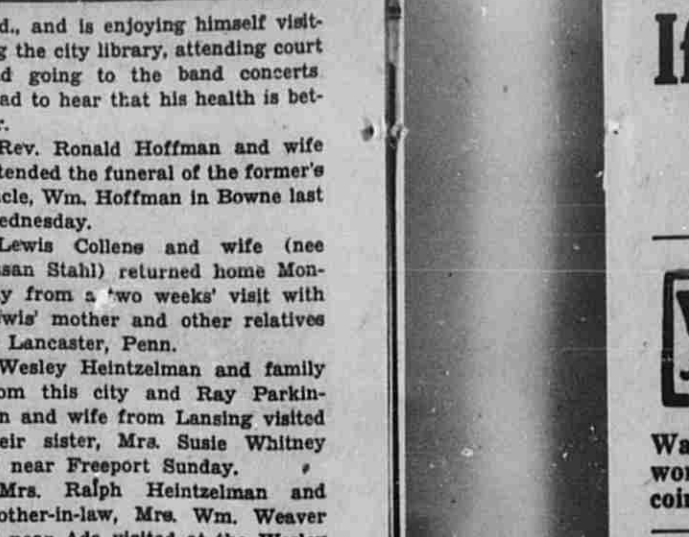 d., and is enjoying himself visit-
g the city library, attending court
d going to the band concerts
ad to hear that his health is bet-
r.
Rev. Ronald Hoffman and wife
tended the funeral of the former's
cle, Wm. Hoffman in Bowne last
ednesday.
Lewis Collens and wife (nee
san Stahl) returned home Mon-
y from a two weeks' visit with
wis' mother and other relatives
Lancaster, Penn.
Wesley Heintzelman and family
om this city and Ray Parkin-
n and wife from Lansing visited
eir sister, Mrs. Susie Whitney
near Freeport Sunday.
Mrs. Ralph Heintzelman and
other-in-law, Mrs. Wm. Weaver
If
Wa
wor
coin